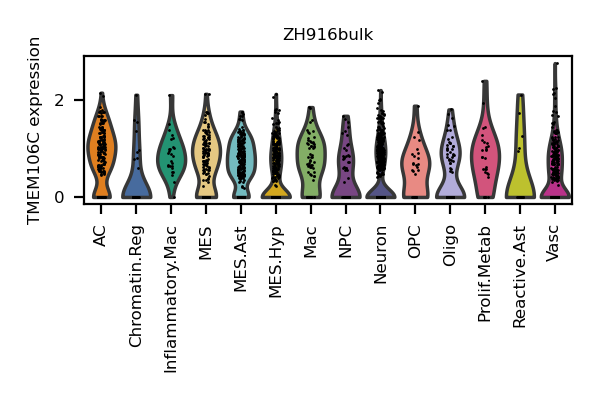 ZH916bulk
TMEM106C expression
2
0
AC
Chromatin.Reg
Inflammatory.Mac
MES
MES.Ast
MES.Hyp
Mac
NPC
Neuron
OPC
Oligo
Prolif.Metab
Reactive.Ast
Vasc